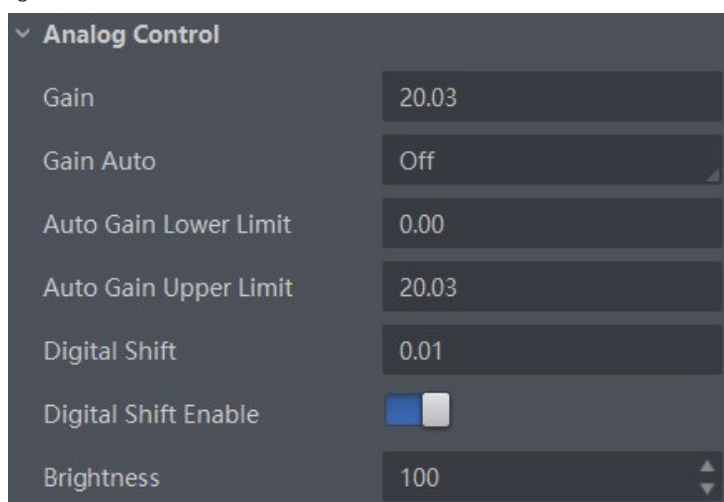 Analog Control
Gain 20.03
Gain Auto Off
Auto Gain Lower Limit 0.00
Auto Gain Upper Limit 20.03
Digital Shift 0.01
Digital Shift Enable
Brightness 100